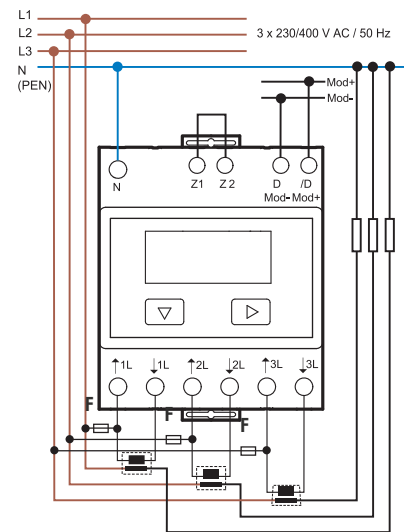 L1
L2 3 x 230/400 V AC / 50 Hz
L3
N
(PEN)
Mod+
Mod-
N Z1 Z2 D /D
Mod- Mod+
↑1L ↓1L ↑2L ↓2L ↑3L ↓3L
F
F
F